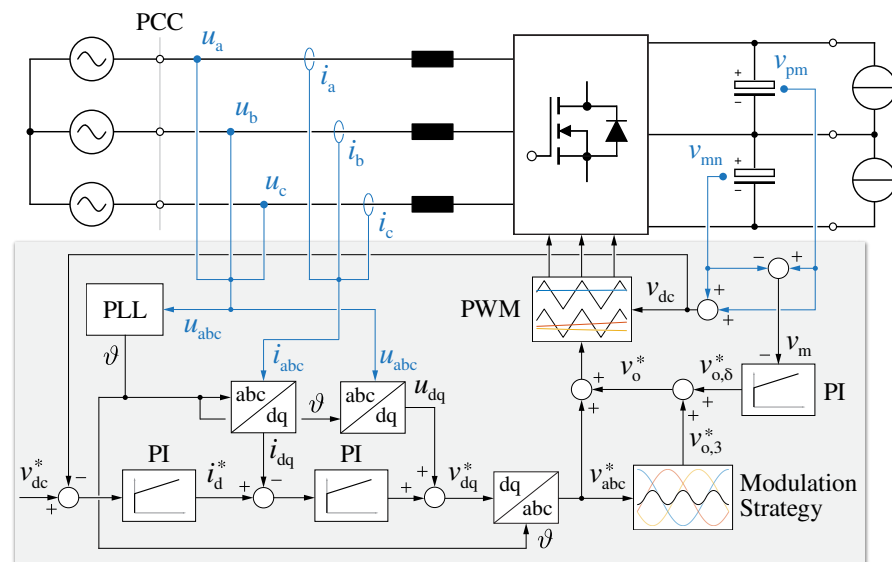 PCC
u_a
i_a
v_pm
u_b
i_b
v_mn
u_c
i_c
+
−
+
−
− +
PWM
v_dc
+
+
PLL
u_abc
ϑ
i_abc
u_abc
v_o^*
v_o,δ^*
v_m
−
PI
+
+
+
+
abc
dq
ϑ
abc
dq
u_dq
v_o,3^*
v_dc^*
−
+
PI
i_d^*
i_dq
+
−
PI
+
+
v_dq^*
dq
abc
v_abc^*
Modulation
Strategy
ϑ